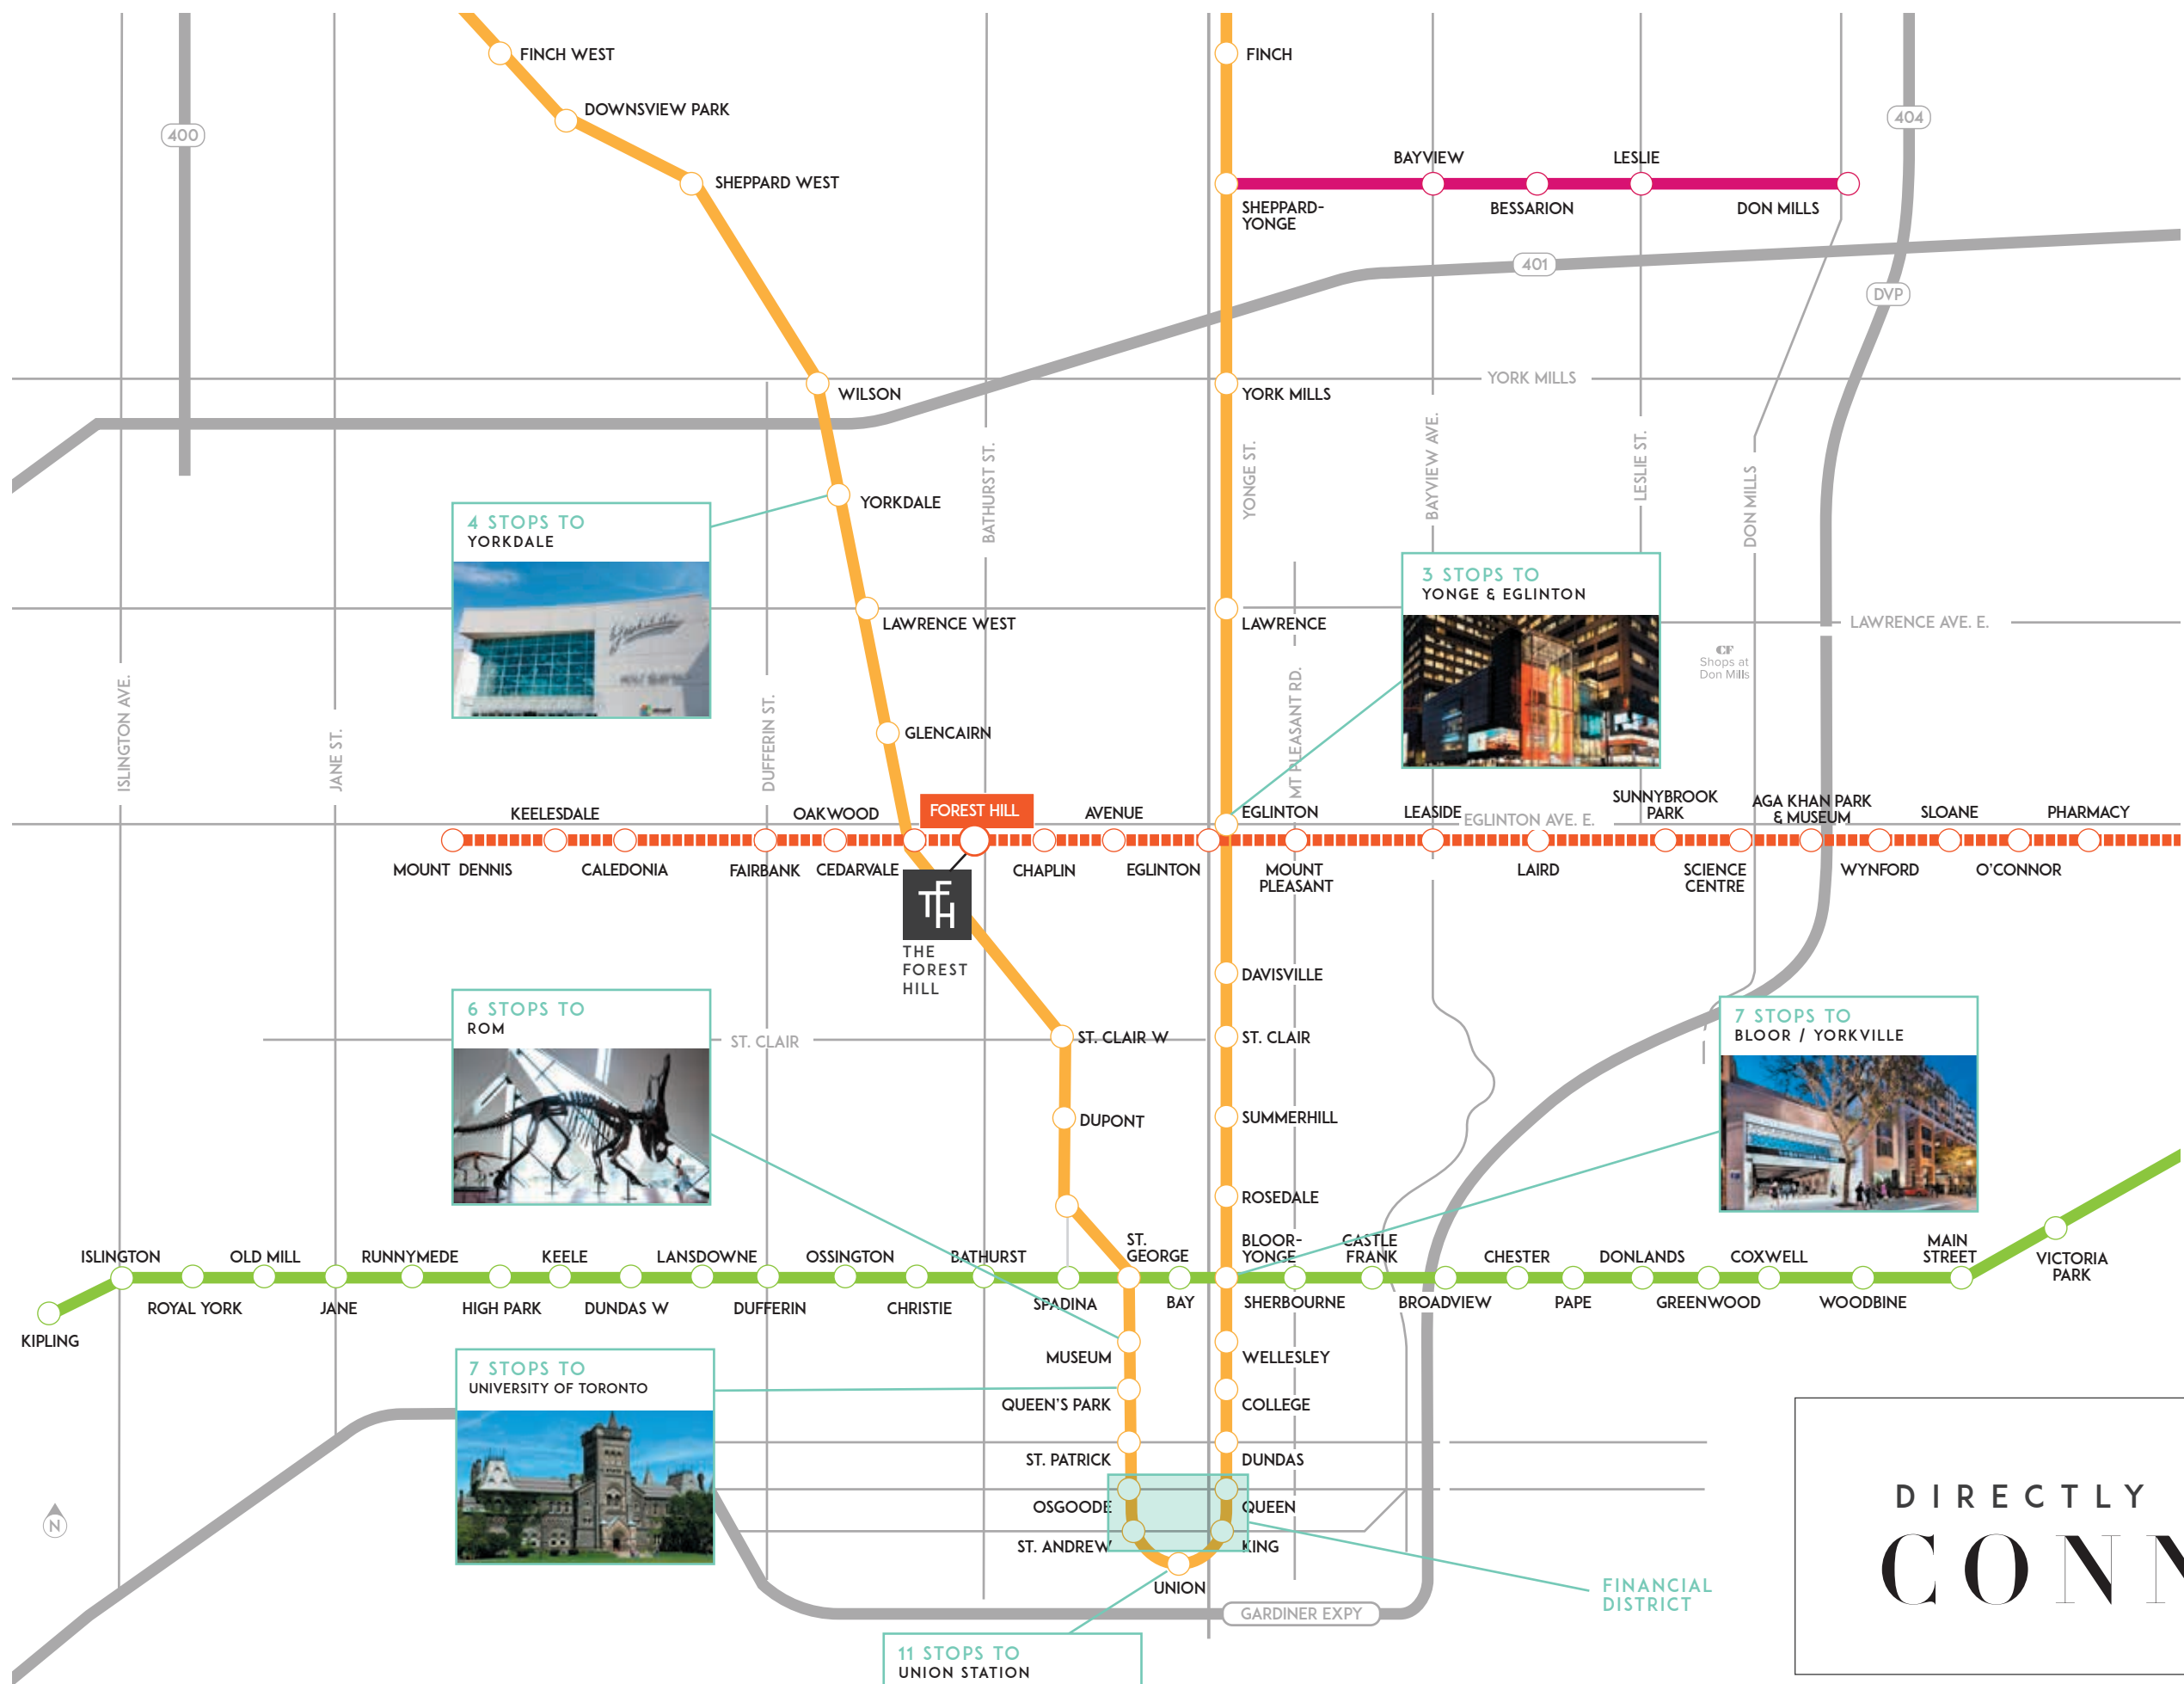 FINCH WEST
FINCH
DOWNSVIEW PARK
404
400
BAYVIEW
LESLIE
SHEPPARD WEST
SHEPPARD-
YONGE
BESSARION
DON MILLS
401
DVP
YORK MILLS
WILSON
YORK MILLS
BATHURST ST.
YONGE ST.
BAYVIEW AVE.
LESLIE ST.
DON MILLS
YORKDALE
4 STOPS TO
YORKDALE
3 STOPS TO
YONGE & EGLINTON
LAWRENCE WEST
LAWRENCE
LAWRENCE AVE. E.
CF
Shops at
Don Mills
ISLINGTON AVE.
JANE ST.
DUFFERIN ST.
MT PLEASANT RD.
GLENCAIRN
KEELESDALE
OAKWOOD
FOREST HILL
AVENUE
EGLINTON
LEASIDE
EGLINTON AVE. E.
SUNNYBROOK
PARK
AGA KHAN PARK
& MUSEUM
SLOANE
PHARMACY
MOUNT DENNIS
CALEDONIA
FAIRBANK
CEDARVALE
CHAPLIN
EGLINTON
MOUNT
PLEASANT
LAIRD
SCIENCE
CENTRE
WYNFORD
O'CONNOR
TFH
THE
FOREST
HILL
DAVISVILLE
6 STOPS TO
ROM
7 STOPS TO
BLOOR / YORKVILLE
ST. CLAIR
ST. CLAIR W
ST. CLAIR
DUPONT
SUMMERHILL
ROSEDALE
ISLINGTON
OLD MILL
RUNNYMEDE
KEELE
LANSDOWNE
OSSINGTON
BATHURST
ST.
GEORGE
BLOOR-
YONGE
CASTLE
FRANK
CHESTER
DONLANDS
COXWELL
MAIN
STREET
VICTORIA
PARK
ROYAL YORK
JANE
HIGH PARK
DUNDAS W
DUFFERIN
CHRISTIE
SPADINA
BAY
SHERBOURNE
BROADVIEW
PAPE
GREENWOOD
WOODBINE
KIPLING
MUSEUM
WELLESLEY
7 STOPS TO
UNIVERSITY OF TORONTO
QUEEN'S PARK
COLLEGE
ST. PATRICK
DUNDAS
OSGOODE
QUEEN
ST. ANDREW
KING
N
UNION
FINANCIAL
DISTRICT
GARDINER EXPY
11 STOPS TO
UNION STATION
DIRECTLY
CONN